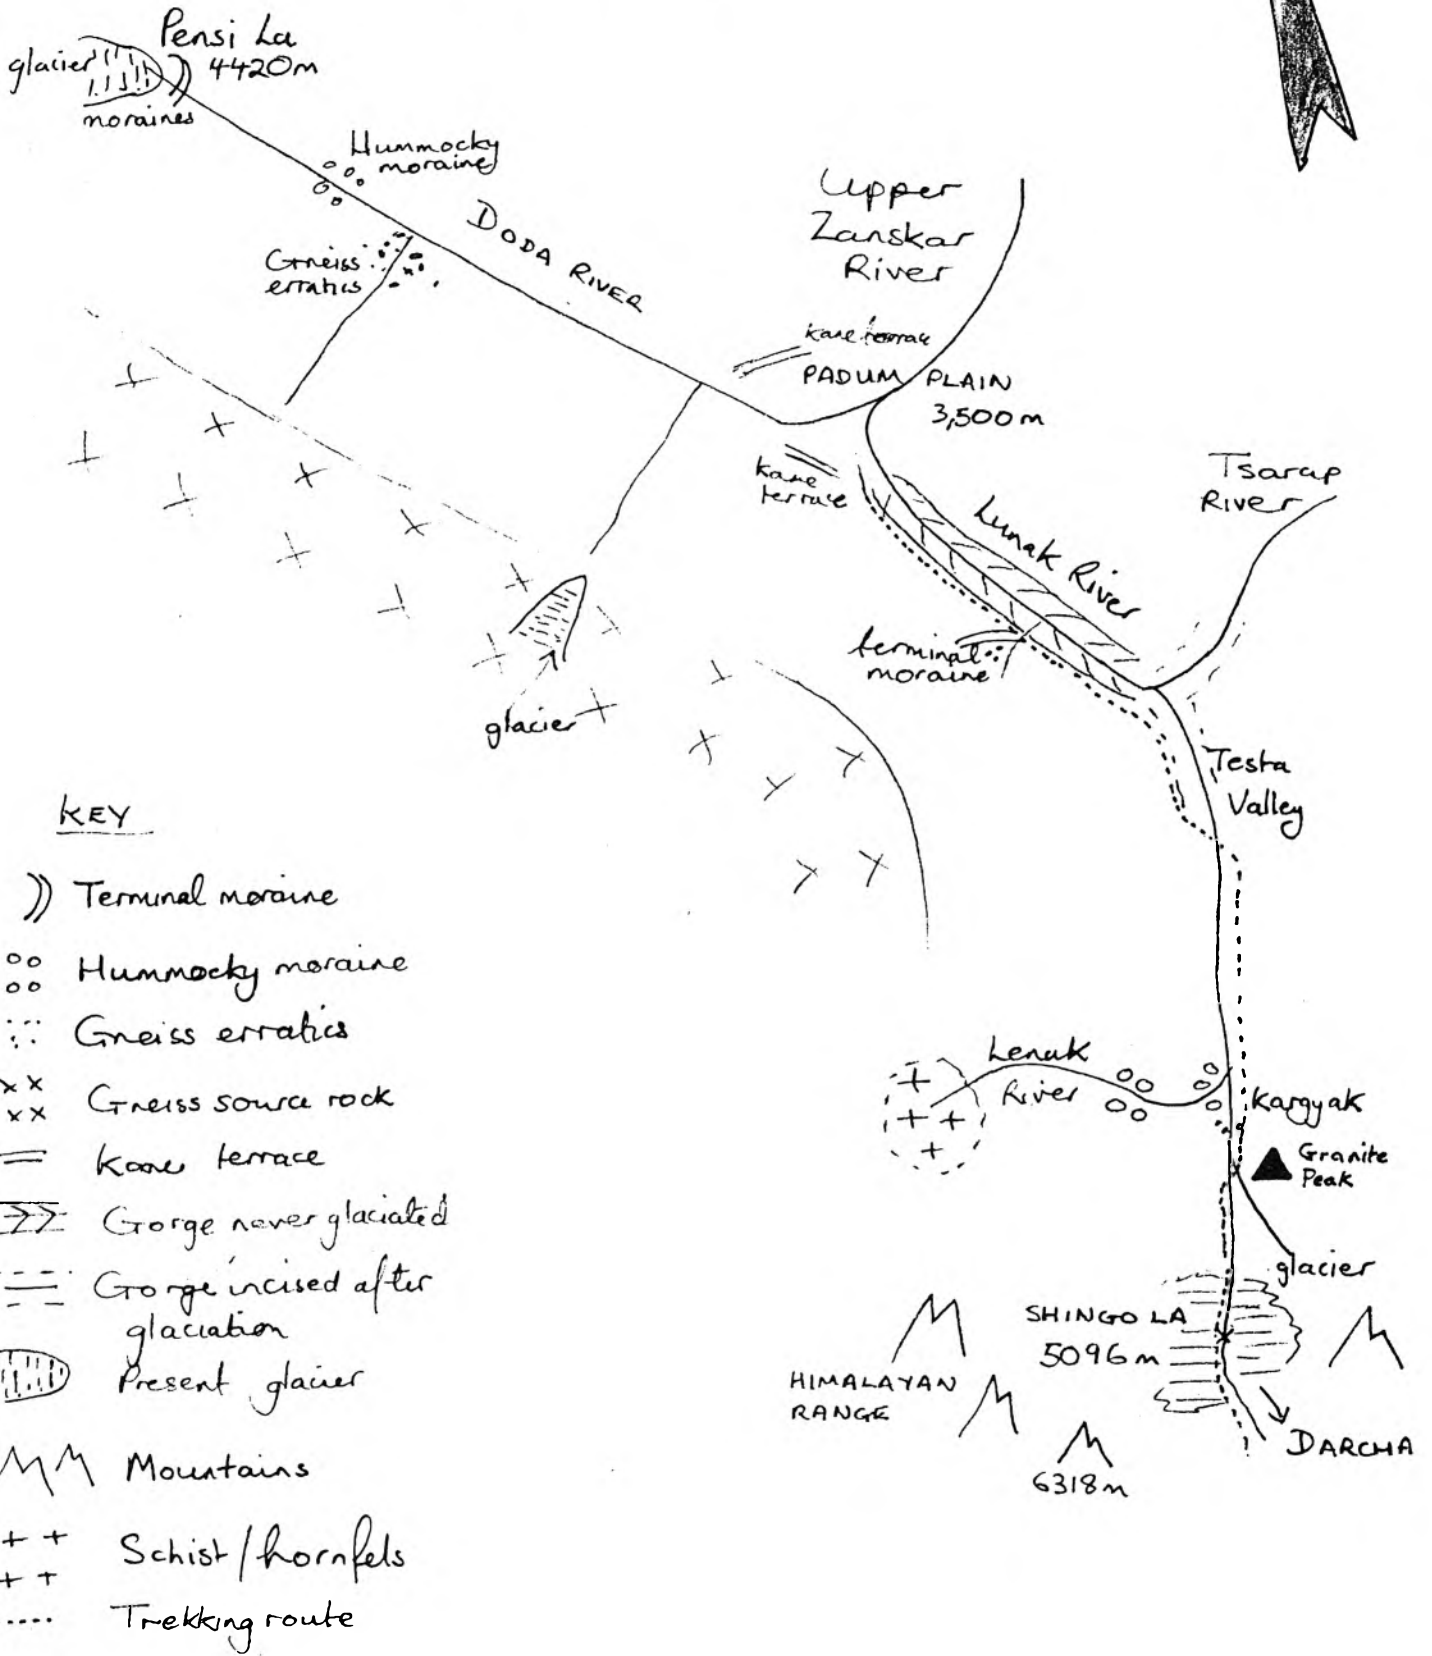 Pensi La
4420m
glacier
moraines
Hummocky
moraine
DODA RIVER
Gneiss
erratics
Upper
Zanskar
River
Kame terrace
PADUM PLAIN
3,500m
Kame
terrace
Lunak River
Tsarap
River
terminal
moraine
glacier
Testa
Valley
Lenak
River
Kargyak
Granite
Peak
glacier
SHINGO LA
5096m
HIMALAYAN
RANGE
6318m
DARCHA
KEY
Terminal moraine
Hummocky moraine
Gneiss erratics
Gneiss source rock
Kame terrace
Gorge never glaciated
Gorge incised after
glaciation
Present glacier
Mountains
Schist/hornfels
Trekking route